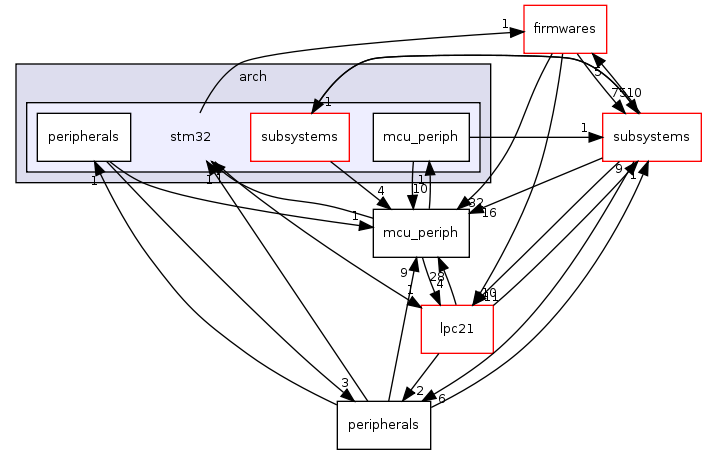 1
firmwares
arch
5
7510
1
peripherals
stm32
subsystems
mcu_periph
1
subsystems
1
1
1
1
9
1
4
10
32
16
1
mcu_periph
9
28
4
1
10
11
lpc21
3
2
6
peripherals